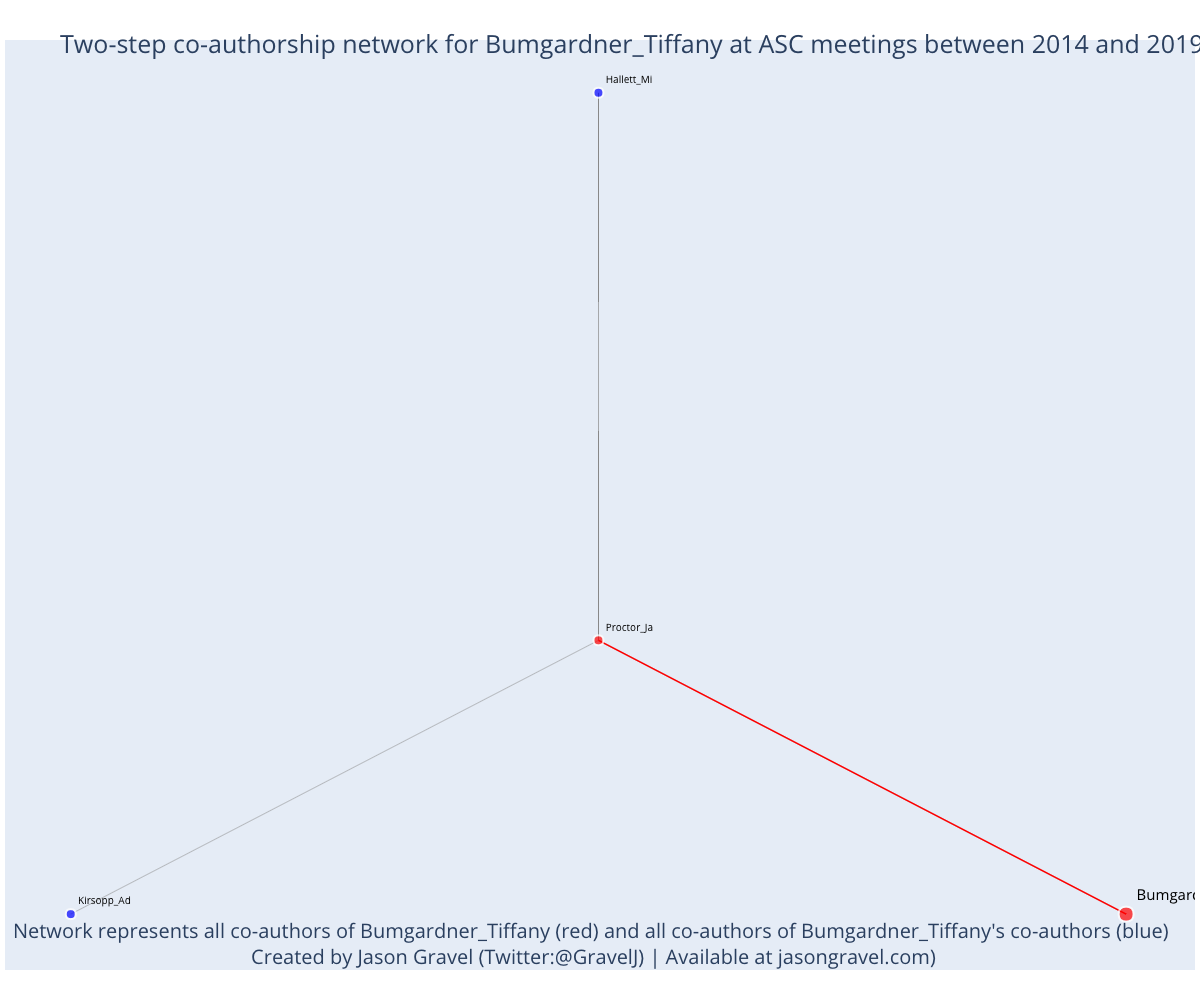 Two-step co-authorship network for Bumgardner_Tiffany at ASC meetings between 2014 and 2019
Hallett_Mi
Proctor_Ja
Kirsopp_Ad
Bumgard
Network represents all co-authors of Bumgardner_Tiffany (red) and all co-authors of Bumgardner_Tiffany's co-authors (blue)
Created by Jason Gravel (Twitter:@GravelJ) | Available at jasongravel.com)